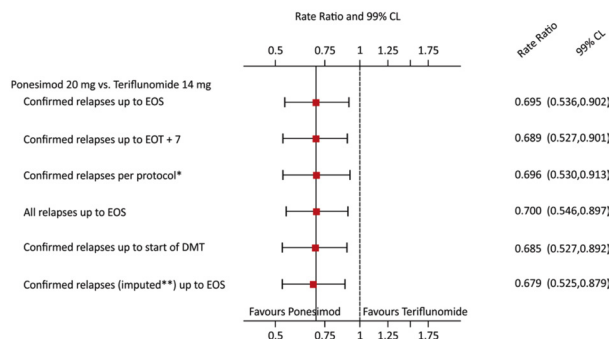 Rate Ratio and 99% CL
0.5 0.75 1 1.25 1.75
Rate Ratio 99% CL
Ponesimod 20 mg vs. Teriflunomide 14 mg
Confirmed relapses up to EOS 0.695 (0.536,0.902)
Confirmed relapses up to EOT + 7 0.689 (0.527,0.901)
Confirmed relapses per protocol* 0.696 (0.530,0.913)
All relapses up to EOS 0.700 (0.546,0.897)
Confirmed relapses up to start of DMT 0.685 (0.527,0.892)
Confirmed relapses (imputed**) up to EOS 0.679 (0.525,0.879)
Favours Ponesimod Favours Teriflunomide
0.5 0.75 1 1.25 1.75